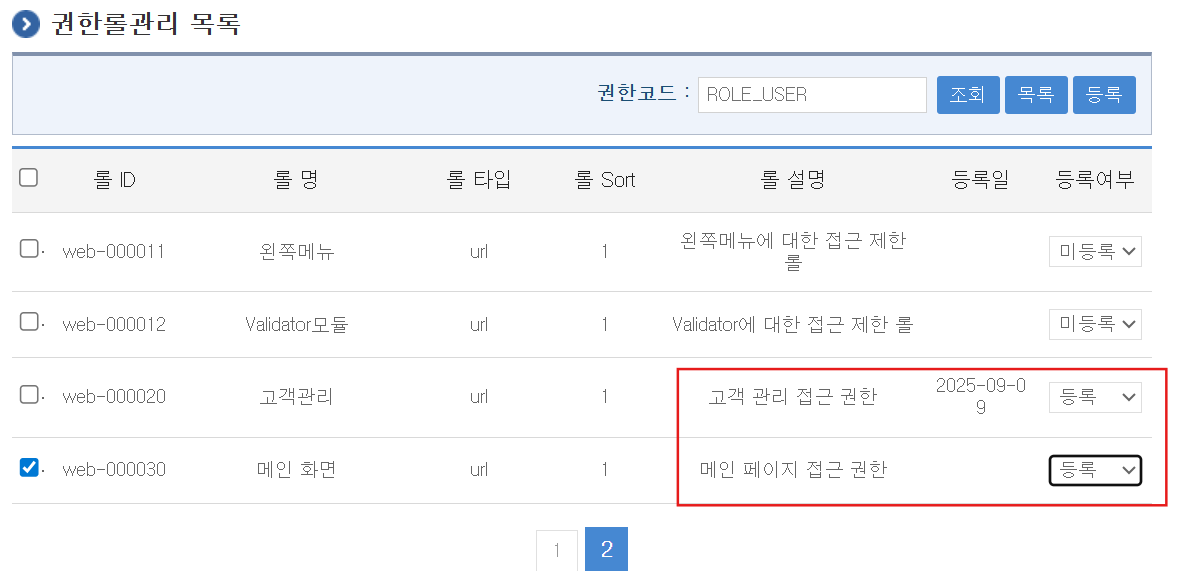 권한롤관리 목록
권한코드 : ROLE_USER 조회 목록 등록
롤 ID 롤 명 롤 타입 롤 Sort 롤 설명 등록일 등록여부
web-000011 왼쪽메뉴 url 1 왼쪽메뉴에 대한 접근 제한 미등록
롤
web-000012 Validator모듈 url 1 Validator에 대한 접근 제한 롤 미등록
web-000020 고객관리 url 1 고객 관리 접근 권한 2025-09-0 등록
9
web-000030 메인 화면 url 1 메인 페이지 접근 권한 등록
1 2